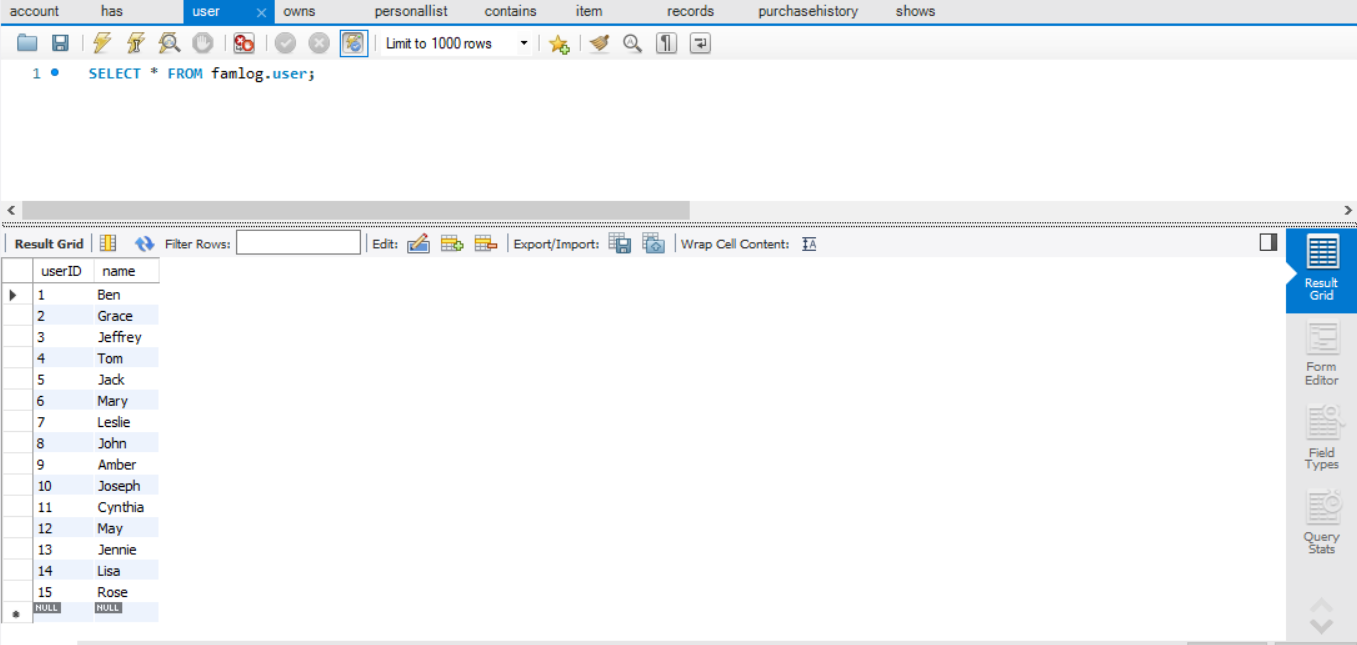 account has user owns personallist contains item records purchasehistory shows
Limit to 1000 rows
1 SELECT * FROM famlog.user;
Result Grid Filter Rows: Edit: Export/Import: Wrap Cell Content:
userID name
1 Ben
2 Grace
3 Jeffrey
4 Tom
5 Jack
6 Mary
7 Leslie
8 John
9 Amber
10 Joseph
11 Cynthia
12 May
13 Jennie
14 Lisa
15 Rose
NULL NULL
Result
Grid
Form
Editor
Field
Types
Query
Stats